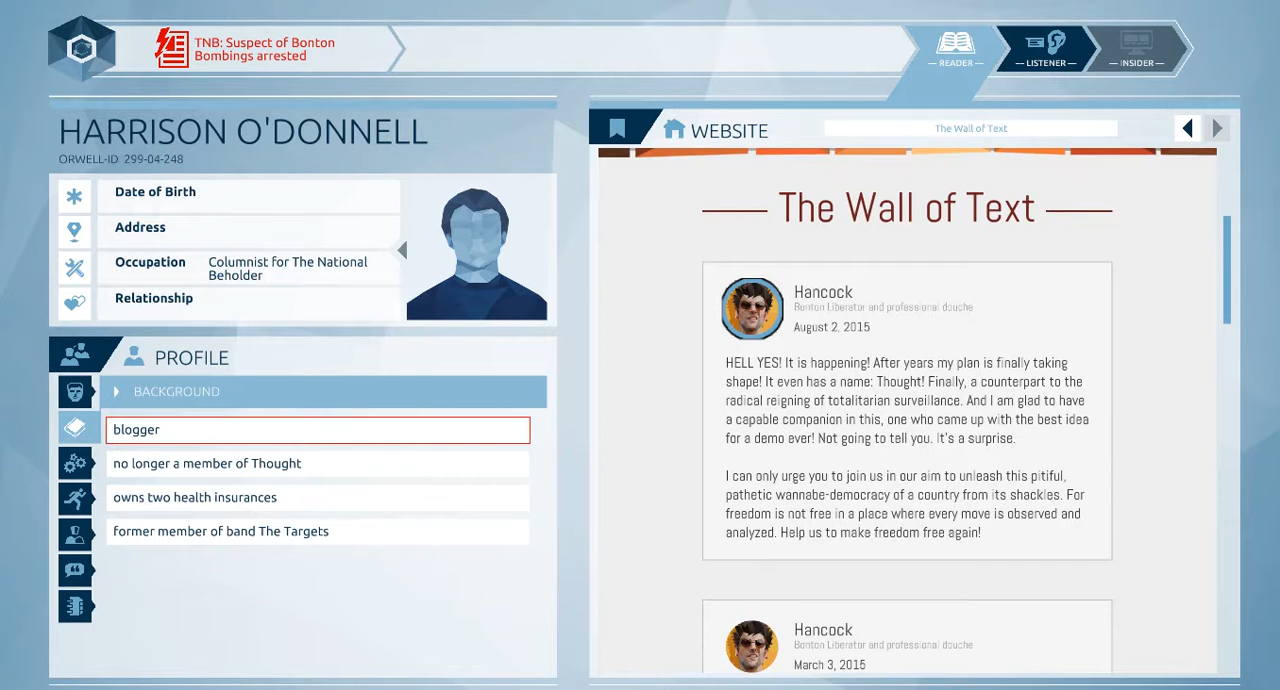 TNB: Suspect of Bonton
Bombings arrested
— READER —
— LISTENER —
— INSIDER —
HARRISON O'DONNELL
ORWELL-ID 299-04-248
Date of Birth
Address
Occupation Columnist for The National
Beholder
Relationship
PROFILE
BACKGROUND
blogger
no longer a member of Thought
owns two health insurances
former member of band The Targets
WEBSITE
The Wall of Text
The Wall of Text
Hancock
Bonton Liberator and professional douche
August 2, 2015
HELL YES! It is happening! After years my plan is finally taking
shape! It even has a name: Thought! Finally, a counterpart to the
radical reigning of totalitarian surveillance. And I am glad to have
a capable companion in this, one who came up with the best idea
for a demo ever! Not going to tell you. It's a surprise.
I can only urge you to join us in our aim to unleash this pitiful,
pathetic wannabe-democracy of a country from its shackles. For
freedom is not free in a place where every move is observed and
analyzed. Help us to make freedom free again!
Hancock
Bonton Liberator and professional douche
March 3, 2015